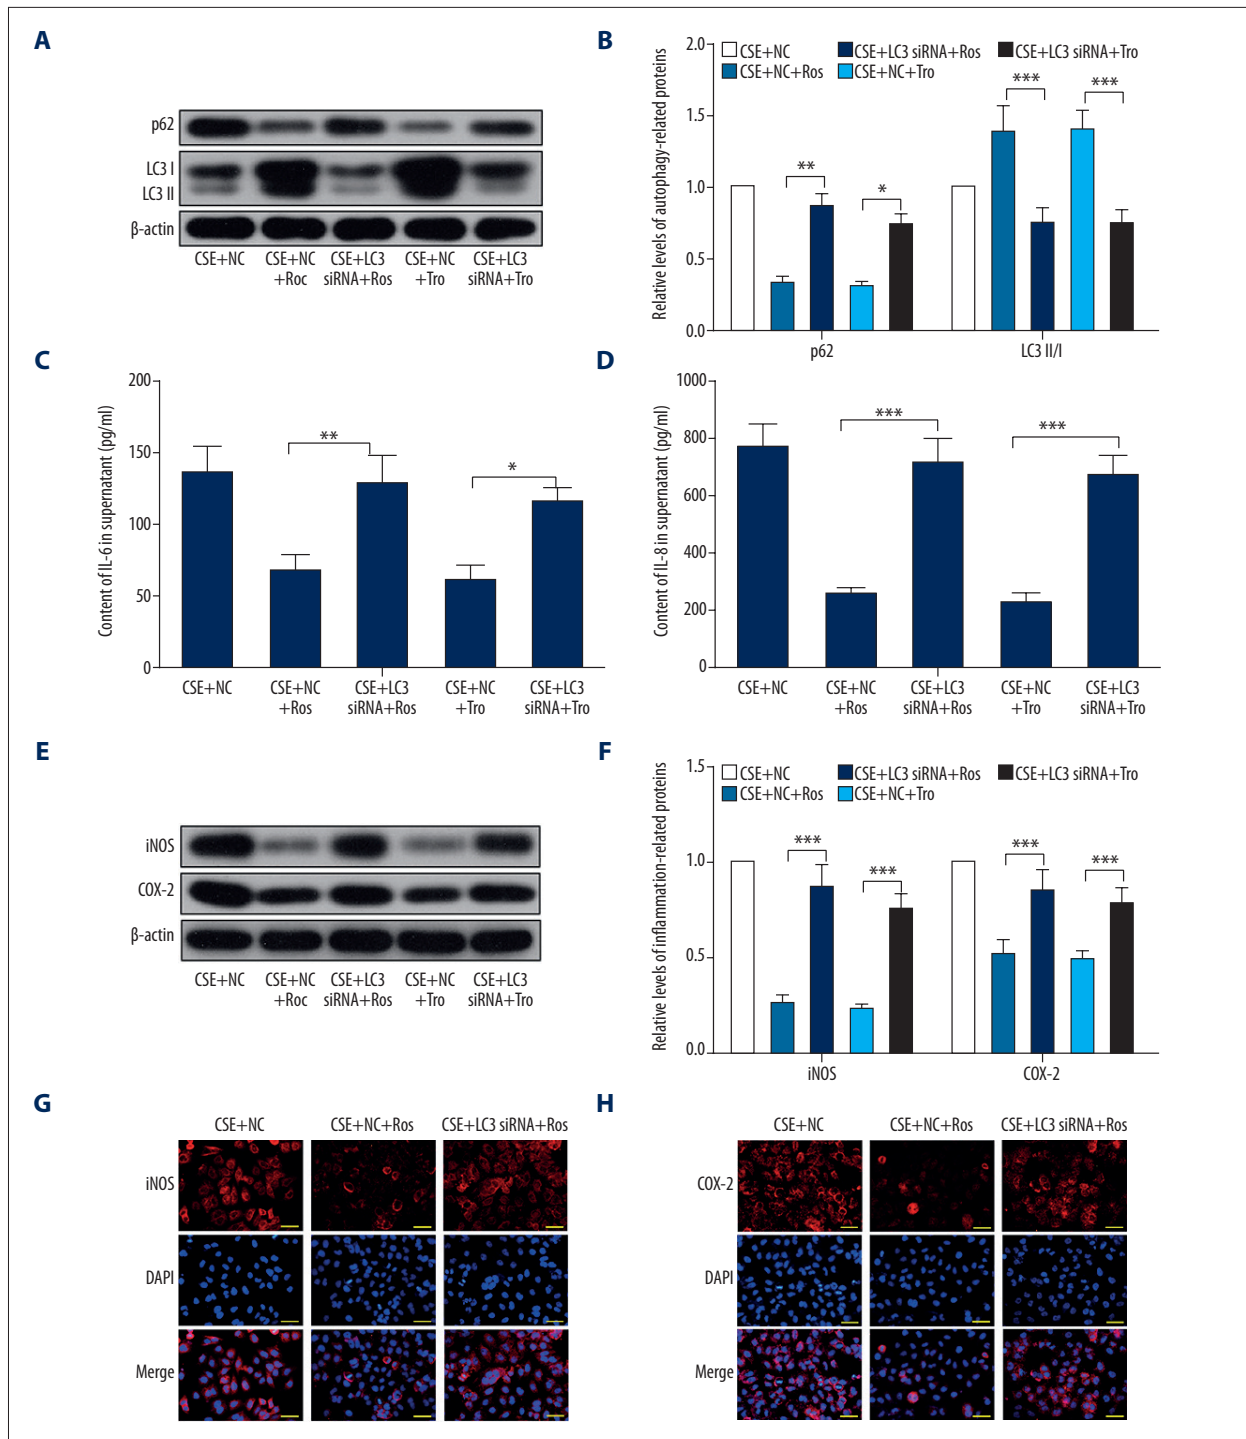 A
p62
LC3 I
LC3 II
β-actin
CSE+NC
CSE+NC
+Roc
CSE+LC3
siRNA+Ros
CSE+NC
+Tro
CSE+LC3
siRNA+Tro
B
Relative levels of autophagy-related proteins
2.0
1.5
1.0
0.5
0.0
CSE+NC
CSE+LC3 siRNA+Ros
CSE+LC3 siRNA+Tro
CSE+NC+Ros
CSE+NC+Tro
**
*
***
***
p62
LC3 II/I
C
Content of IL-6 in supernatant (pg/ml)
200
150
100
50
0
**
*
CSE+NC
CSE+NC
+Ros
CSE+LC3
siRNA+Ros
CSE+NC
+Tro
CSE+LC3
siRNA+Tro
D
Content of IL-8 in supernatant (pg/ml)
1000
800
600
400
200
0
***
***
CSE+NC
CSE+NC
+Ros
CSE+LC3
siRNA+Ros
CSE+NC
+Tro
CSE+LC3
siRNA+Tro
E
iNOS
COX-2
β-actin
CSE+NC
CSE+NC
+Roc
CSE+LC3
siRNA+Ros
CSE+NC
+Tro
CSE+LC3
siRNA+Tro
F
Relative levels of inflammation-related proteins
1.5
1.0
0.5
0.0
CSE+NC
CSE+LC3 siRNA+Ros
CSE+LC3 siRNA+Tro
CSE+NC+Ros
CSE+NC+Tro
***
***
***
***
iNOS
COX-2
G
CSE+NC
CSE+NC+Ros
CSE+LC3 siRNA+Ros
iNOS
DAPI
Merge
H
CSE+NC
CSE+NC+Ros
CSE+LC3 siRNA+Ros
COX-2
DAPI
Merge